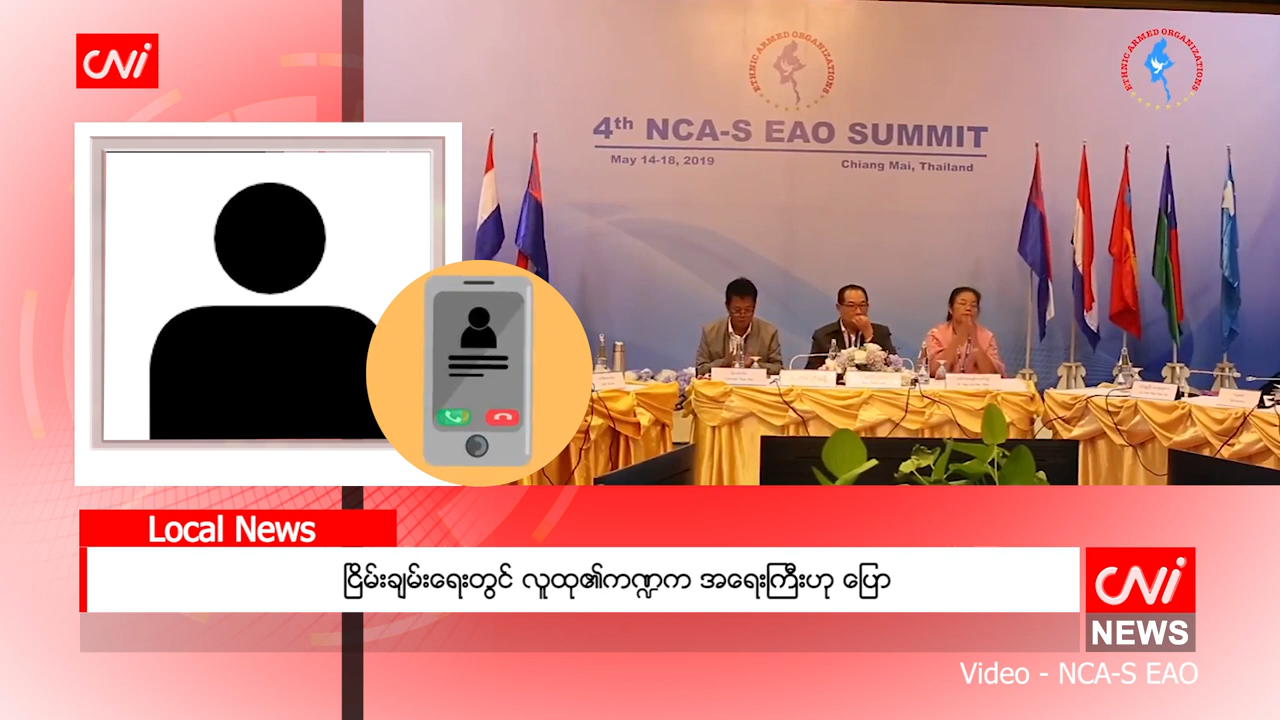 CNI
ETHNIC ARMED ORGANIZATIONS
ETHNIC ARMED ORGANIZATIONS
4th NCA-S EAO SUMMIT
May 14-18, 2019
Chiang Mai, Thailand
Local News
ငြိမ်းချမ်းရေးတွင် လူထု၏ကဏ္ဍက အရေးကြီးဟု ပြော
CNI
NEWS
Video - NCA-S EAO